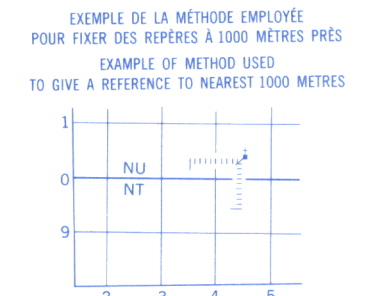 EXEMPLE DE LA MÉTHODE EMPLOYÉE
POUR FIXER DES REPÈRES À 1000 MÈTRES PRÈS
EXAMPLE OF METHOD USED
TO GIVE A REFERENCE TO NEAREST 1000 METRES
1
NU
0
NT
9
2 3 4 5